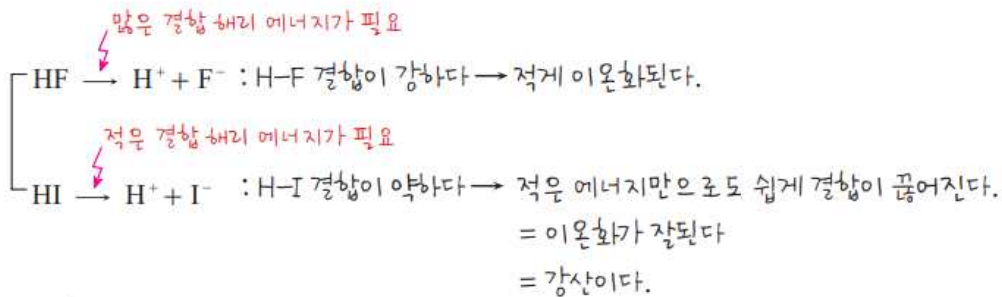 많은 결합 해리 에너지가 필요
HF → H⁺ + F⁻ : H-F 결합이 강하다 → 적게 이온화된다.
적은 결합 해리 에너지가 필요
HI → H⁺ + I⁻ : H-I 결합이 약하다 → 적은 에너지만으로도 쉽게 결합이 끊어진다.
= 이온화가 잘된다
= 강산이다.